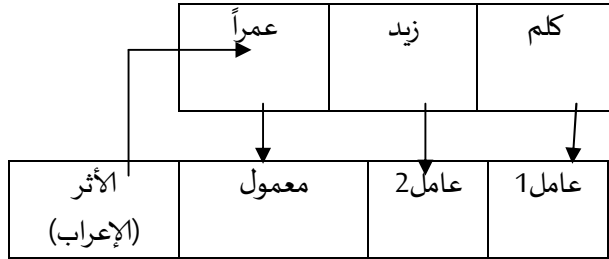 كلم زيد عمراً
عامل1 عامل2 معمول الأثر
(الإعراب)